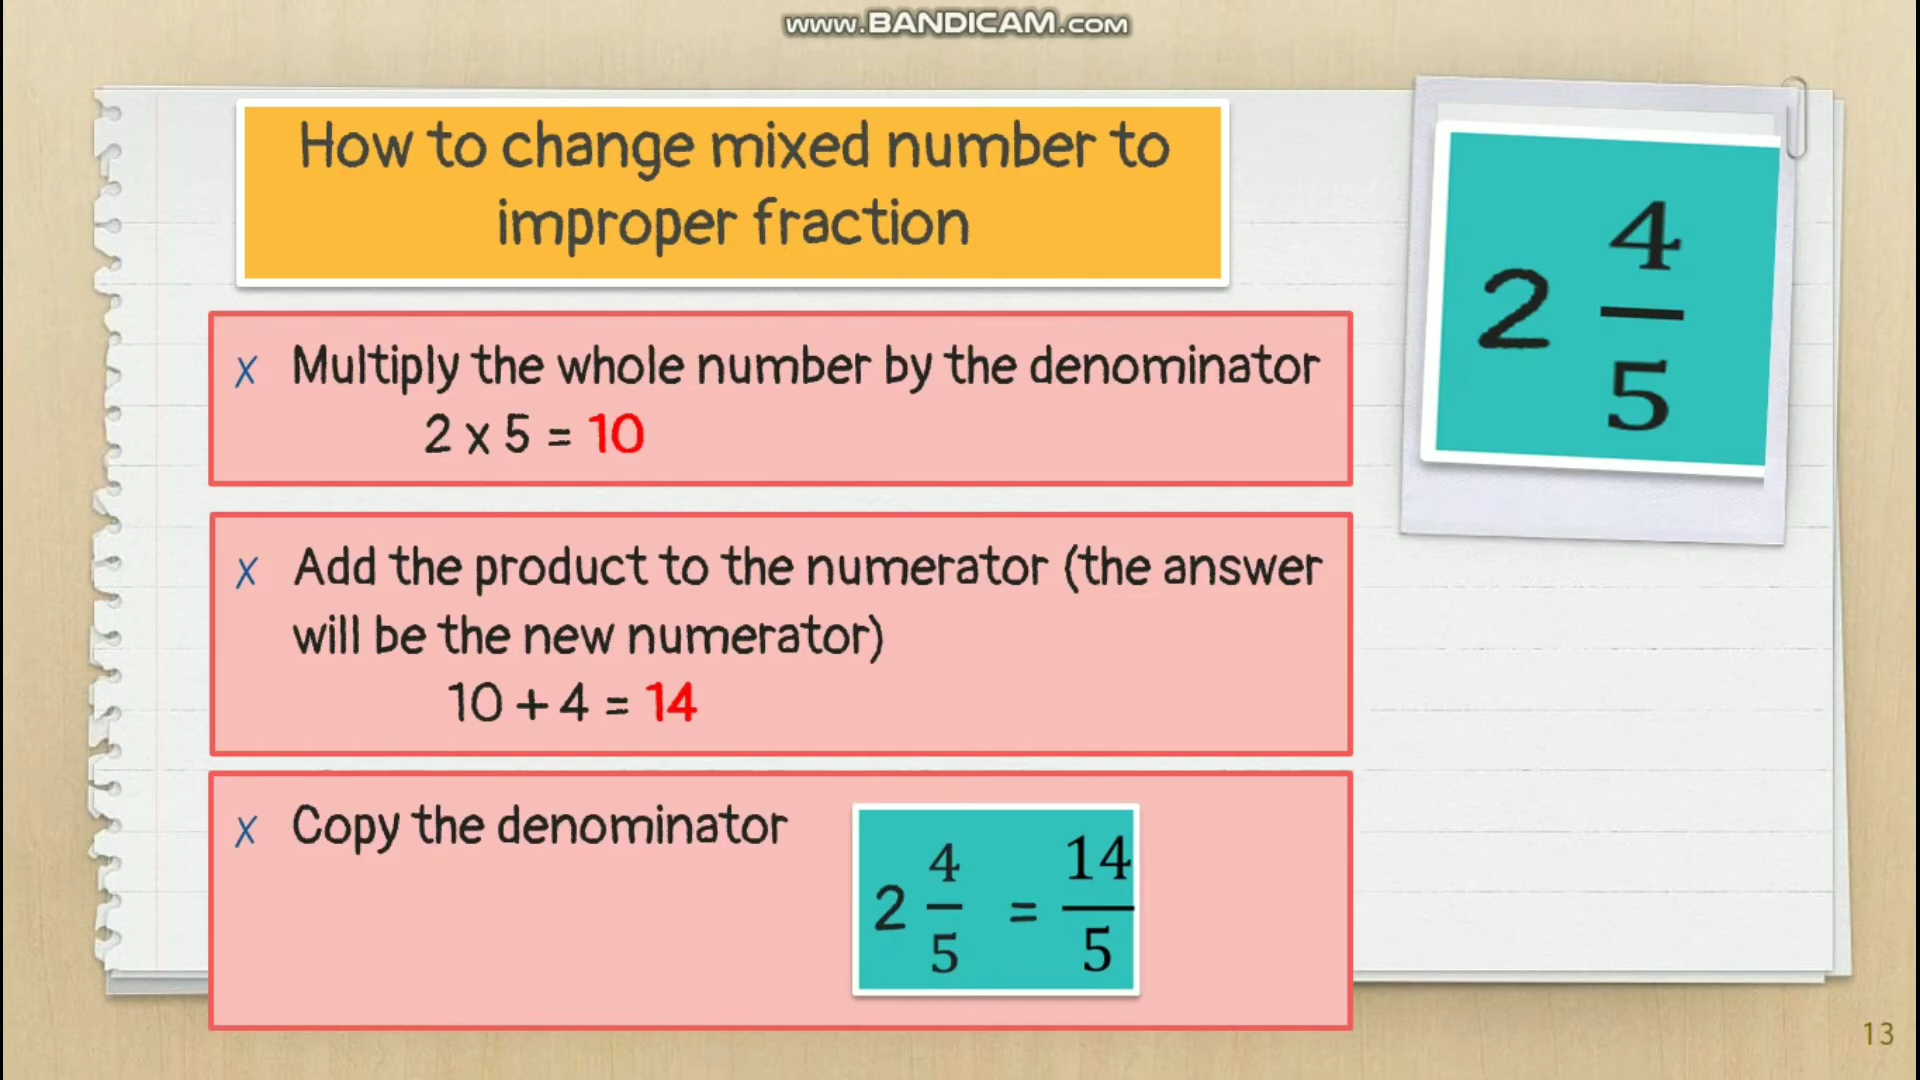 www.BANDICAM.com
How to change mixed number to
improper fraction
x Multiply the whole number by the denominator
2 x 5 = 10
x Add the product to the numerator (the answer
will be the new numerator)
10 + 4 = 14
x Copy the denominator
2 4/5 = 14/5
2 4/5
13